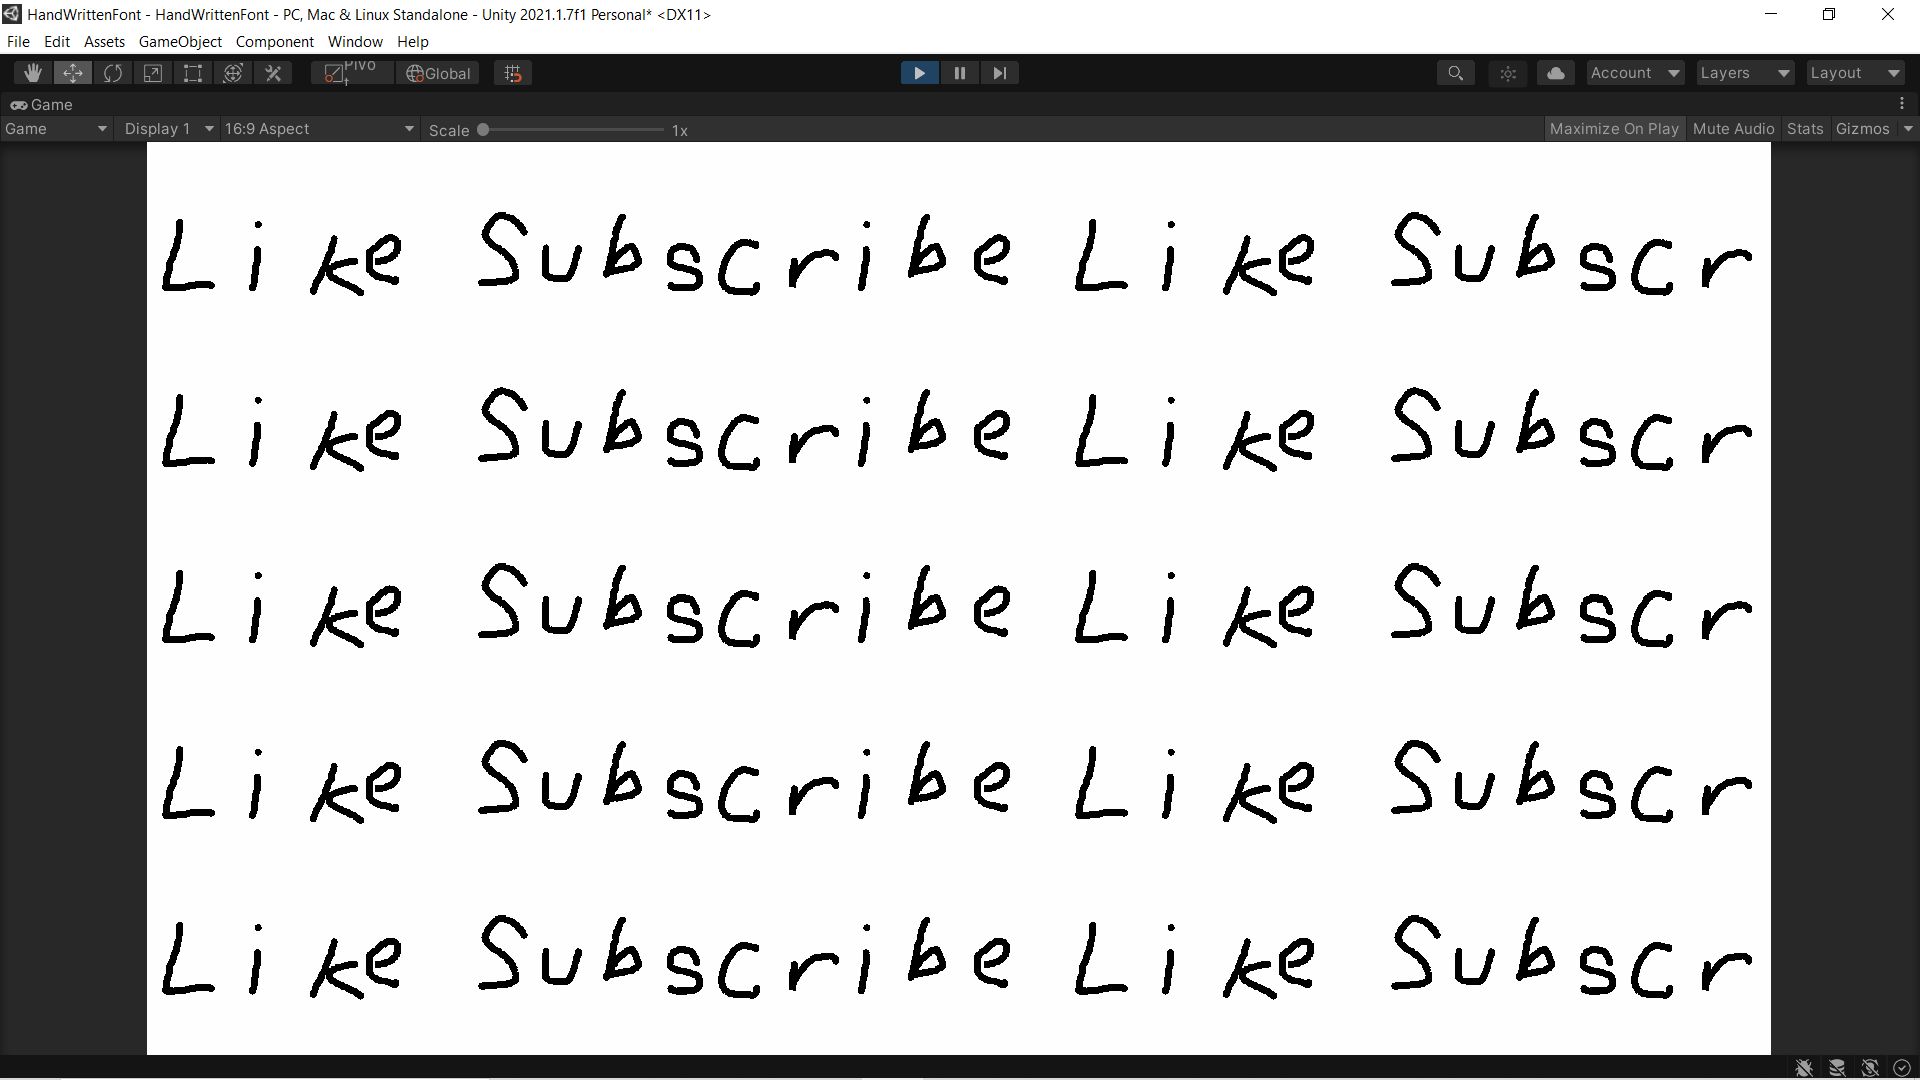 HandWrittenFont - HandWrittenFont - PC, Mac & Linux Standalone - Unity 2021.1.7f1 Personal* <DX11>
File Edit Assets GameObject Component Window Help
Pivot Global Account Layers Layout
Game
Game Display 1 16:9 Aspect Scale 1x Maximize On Play Mute Audio Stats Gizmos
Like Subscribe Like Subscr
Like Subscribe Like Subscr
Like Subscribe Like Subscr
Like Subscribe Like Subscr
Like Subscribe Like Subscr